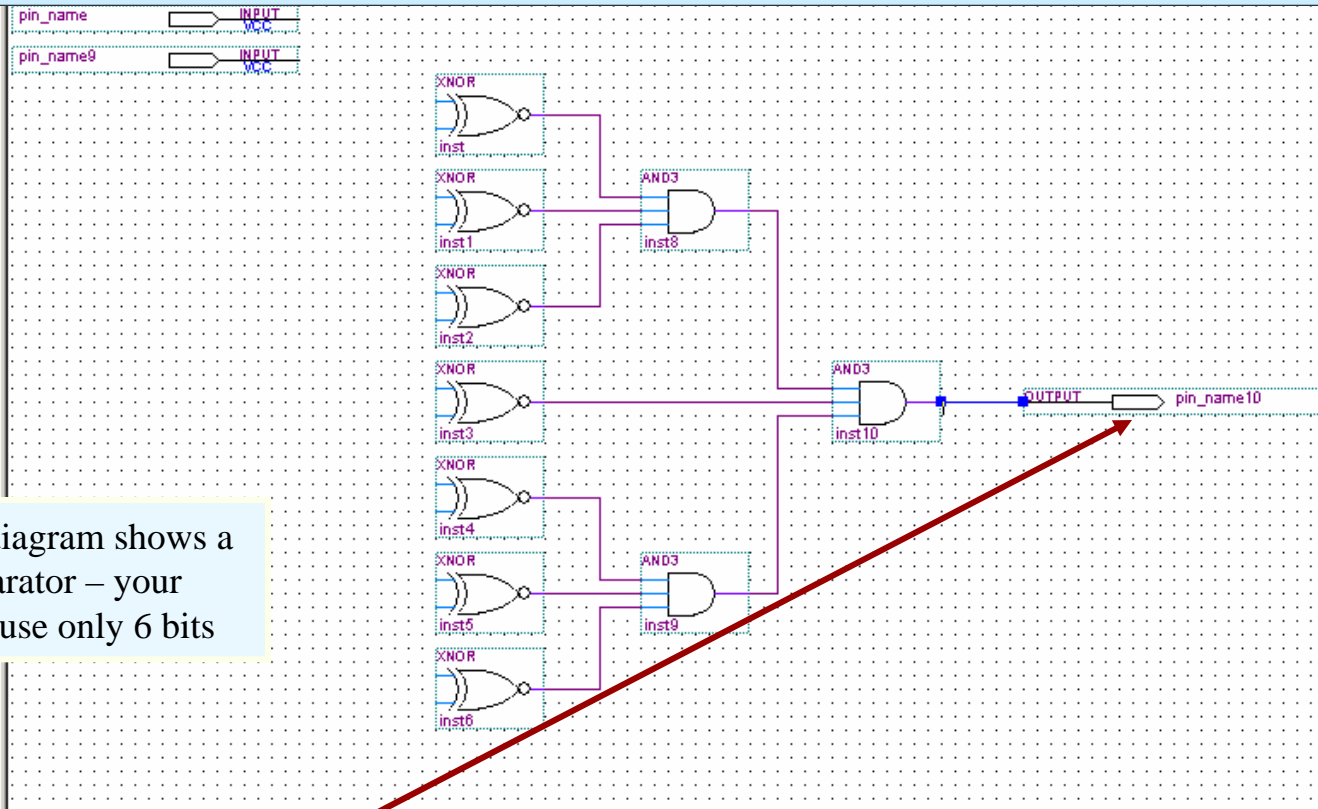 pin_name INPUT
VCC
pin_name9 INPUT
VCC
XNOR
inst
XNOR
inst1
AND3
inst8
XNOR
inst2
XNOR
inst3
AND3
inst10
OUTPUT pin_name10
XNOR
inst4
XNOR
inst5
AND3
inst9
XNOR
inst6
diagram shows a
arator – your
use only 6 bits